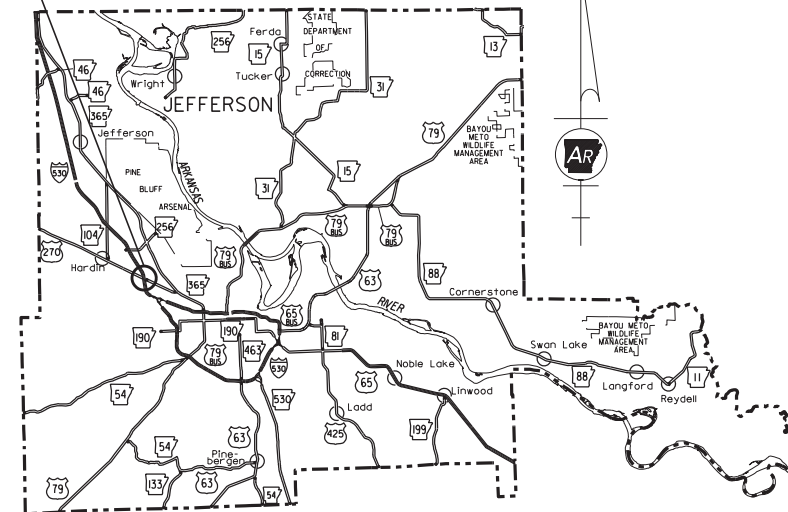 STATE
DEPARTMENT
OF
CORRECTION
256
Ferda
15
13
46
Wright
Tucker
31
46
JEFFERSON
365
Jefferson
79
BAYOU
METO
WILDLIFE
MANAGEMENT
AREA
AR
530
PINE
BLUFF
ARSENAL
ARKANSAS
15
31
104
256
79
BUS
79
BUS
270
79
BUS
Hardin
365
63
88
Cornerstone
RIVER
65
BUS
190
190
81
BAYOU METO
WILDLIFE
MANAGEMENT
AREA
79
BUS
463
530
Swan Lake
Noble Lake
65
88
Langford
11
Reydell
54
530
Linwood
Ladd
63
425
199
54
Pine-
bergen
79
133
63
54